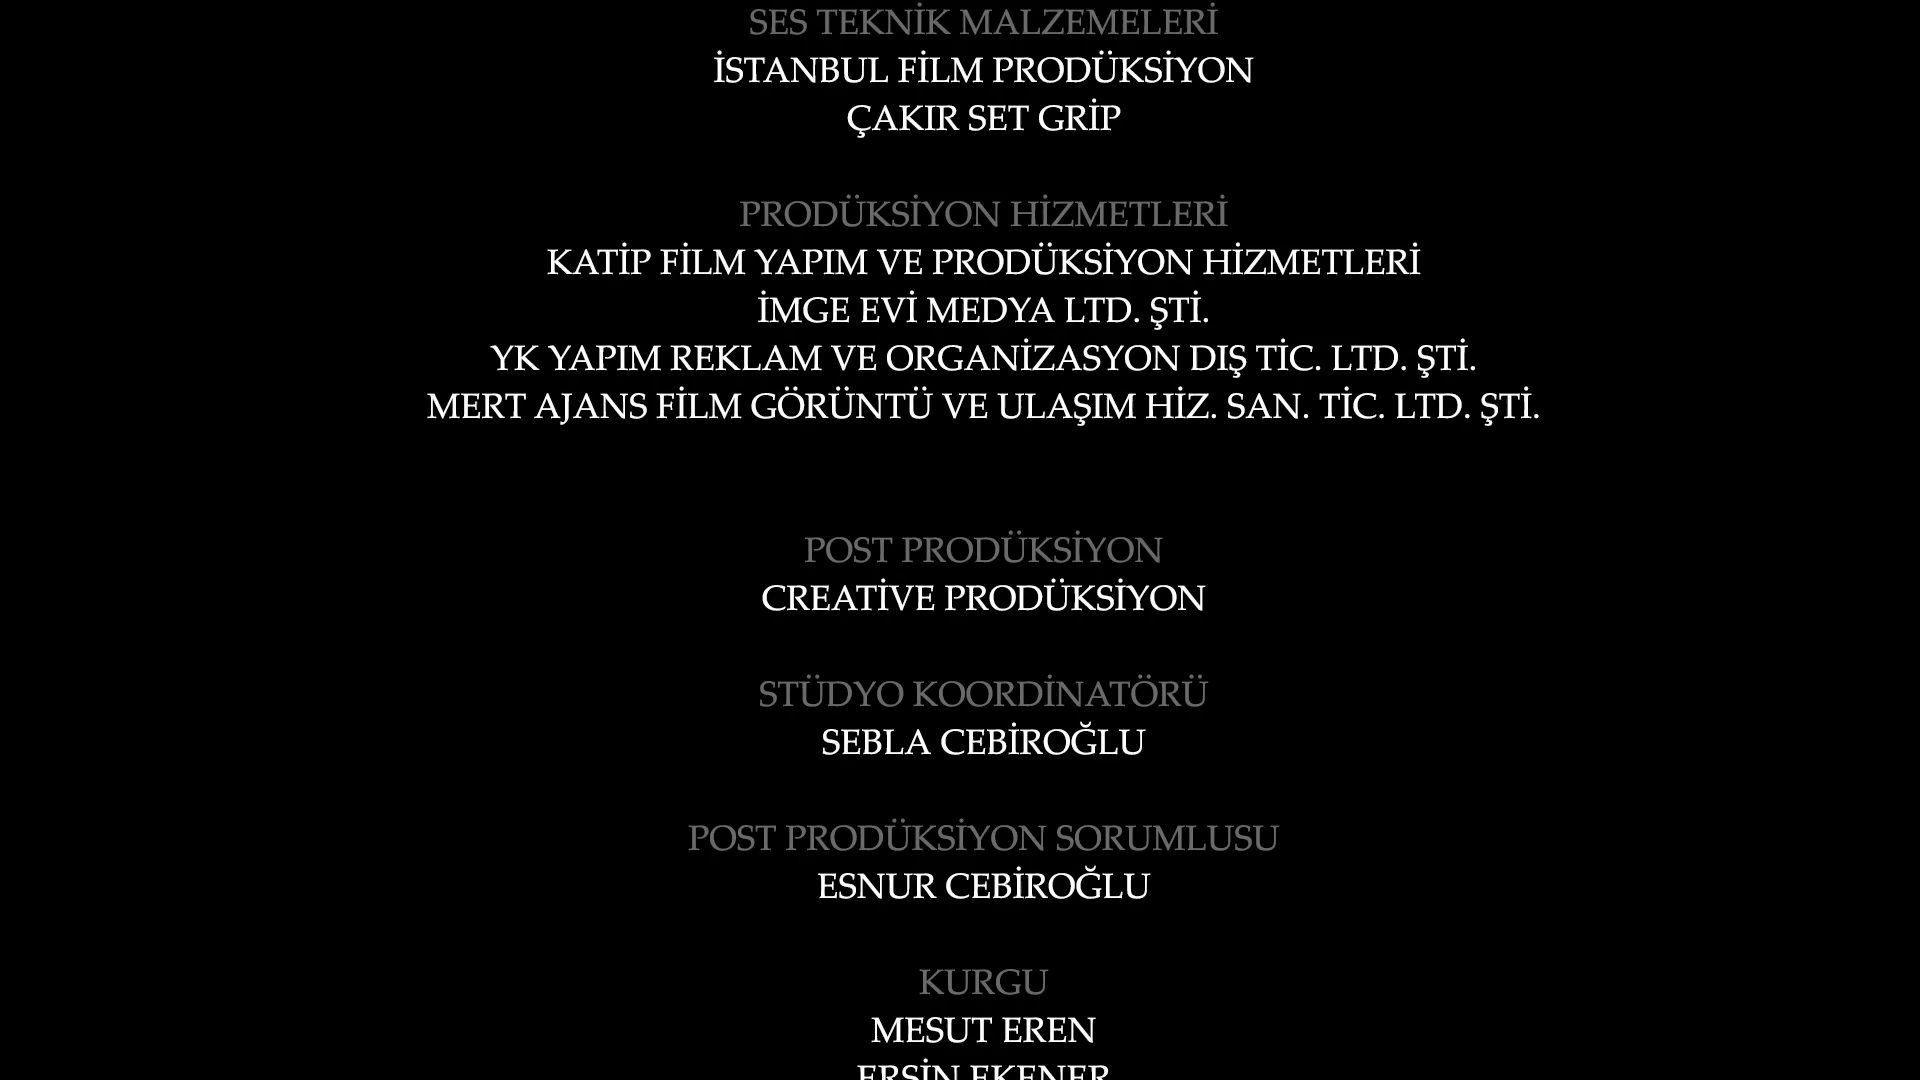 SES TEKNİK MALZEMELERİ
İSTANBUL FİLM PRODÜKSİYON
ÇAKIR SET GRİP
PRODÜKSİYON HİZMETLERİ
KATİP FİLM YAPIM VE PRODÜKSİYON HİZMETLERİ
İMGE EVİ MEDYA LTD. ŞTİ.
YK YAPIM REKLAM VE ORGANİZASYON DIŞ TİC. LTD. ŞTİ.
MERT AJANS FİLM GÖRÜNTÜ VE ULAŞIM HİZ. SAN. TİC. LTD. ŞTİ.
POST PRODÜKSİYON
CREATİVE PRODÜKSİYON
STÜDYO KOORDİNATÖRÜ
SEBLA CEBİROĞLU
POST PRODÜKSİYON SORUMLUSU
ESNUR CEBİROĞLU
KURGU
MESUT EREN
ERSİN EKENER